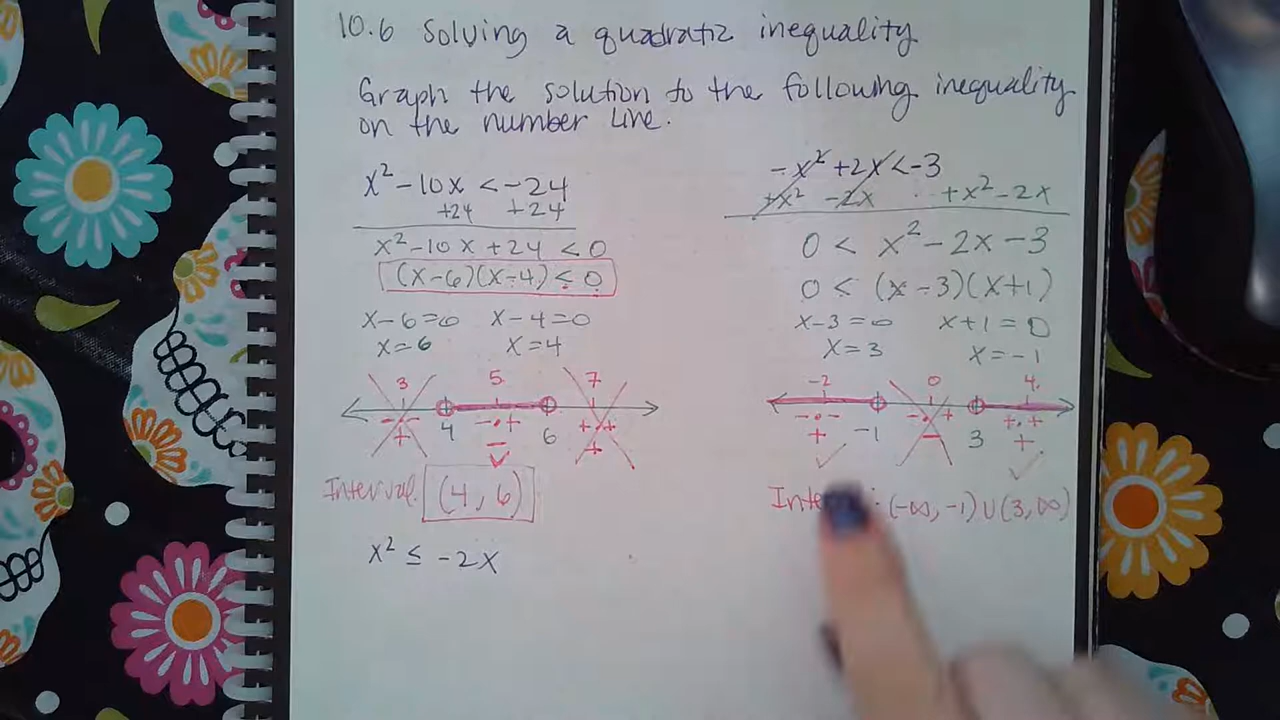 10.6 Solving a quadratic inequality
Graph the solution to the following inequality
on the number line.
x² - 10x < -24
+24 +24
x² - 10x + 24 < 0
(x-6)(x-4) < 0
x-6=0 x-4=0
x=6 x=4
3 5 7
- · - - · + + · +
4 6
+ - +
Interval: (4, 6)
x² ≤ -2x
-x² + 2x < -3
+x² -2x +x² -2x
0 < x² - 2x - 3
0 < (x-3)(x+1)
x-3=0 x+1=0
x=3 x=-1
-2 0 4
- · - - · + + · +
-1 3
+ - +
: (-∞, -1) ∪ (3, ∞)